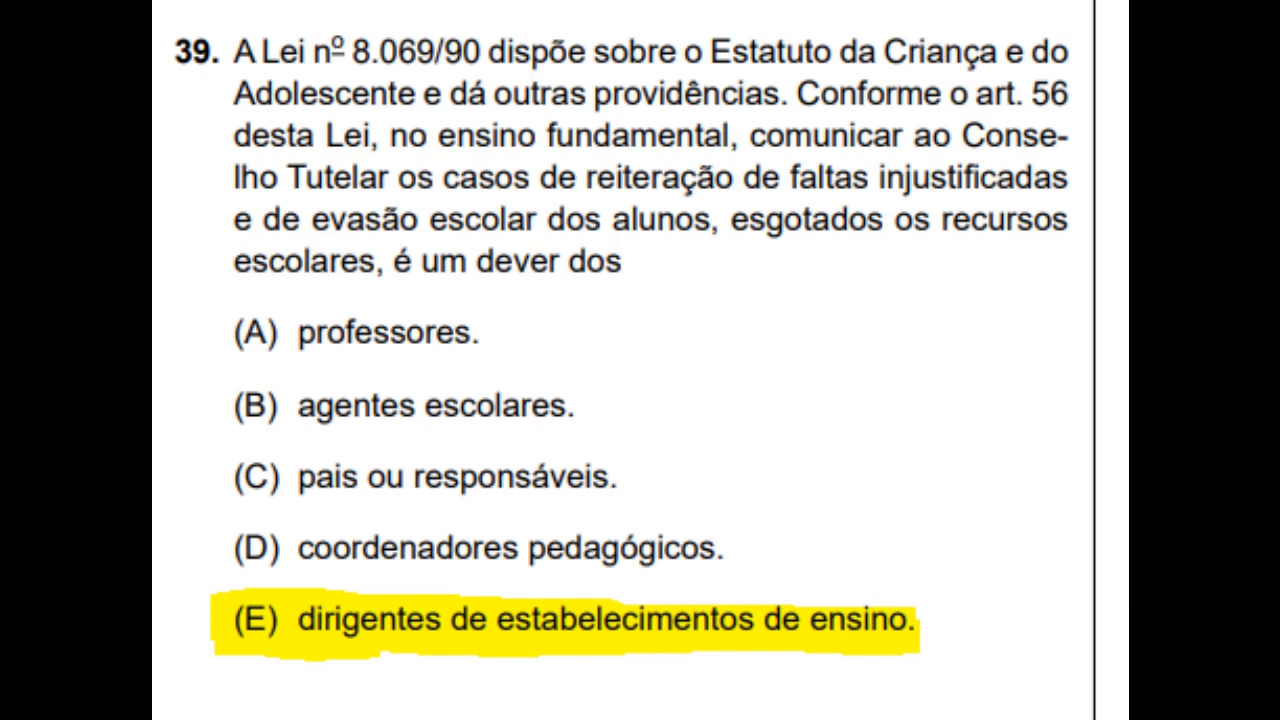 39. A Lei nº 8.069/90 dispõe sobre o Estatuto da Criança e do
Adolescente e dá outras providências. Conforme o art. 56
desta Lei, no ensino fundamental, comunicar ao Conse-
lho Tutelar os casos de reiteração de faltas injustificadas
e de evasão escolar dos alunos, esgotados os recursos
escolares, é um dever dos
(A) professores.
(B) agentes escolares.
(C) pais ou responsáveis.
(D) coordenadores pedagógicos.
(E) dirigentes de estabelecimentos de ensino.